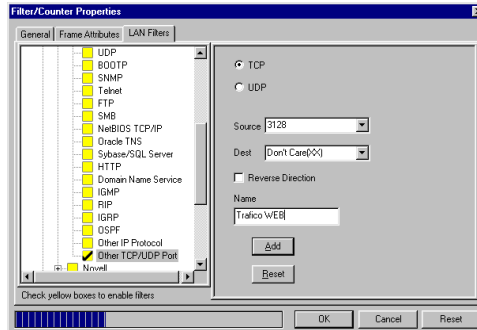 Filter/Counter Properties
General
Frame Attributes
LAN Filters
UDP
BOOTP
SNMP
Telnet
FTP
SMB
NetBIOS TCP/IP
Oracle TNS
Sybase/SQL Server
HTTP
Domain Name Service
IGMP
RIP
IGRP
OSPF
Other IP Protocol
Other TCP/UDP Port
Novell
Check yellow boxes to enable filters
TCP
UDP
Source 3128
Dest Don't Care(XX)
Reverse Direction
Name
Trafico WEB
Add
Reset
OK
Cancel
Reset